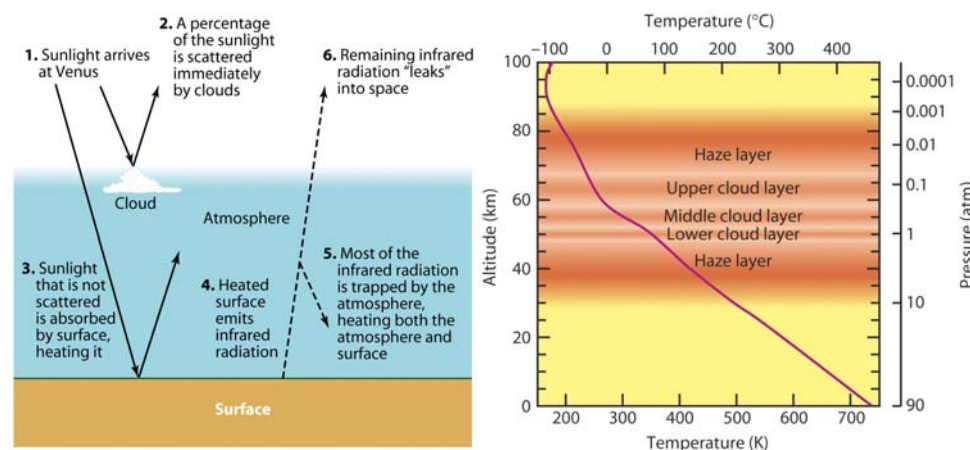 1. Sunlight arrives
at Venus
2. A percentage
of the sunlight
is scattered
immediately
by clouds
6. Remaining infrared
radiation "leaks"
into space
Cloud
Atmosphere
3. Sunlight
that is not
scattered
is absorbed
by surface,
heating it
4. Heated
surface
emits
infrared
radiation
5. Most of the
infrared radiation
is trapped by the
atmosphere,
heating both the
atmosphere and
surface
Surface
Temperature (°C)
−100 0 100 200 300 400
Altitude (km)
100
80
60
40
20
0
Haze layer
Upper cloud layer
Middle cloud layer
Lower cloud layer
Haze layer
0.0001
0.001
0.01
0.1
1
10
90
Pressure (atm)
200 300 400 500 600 700
Temperature (K)